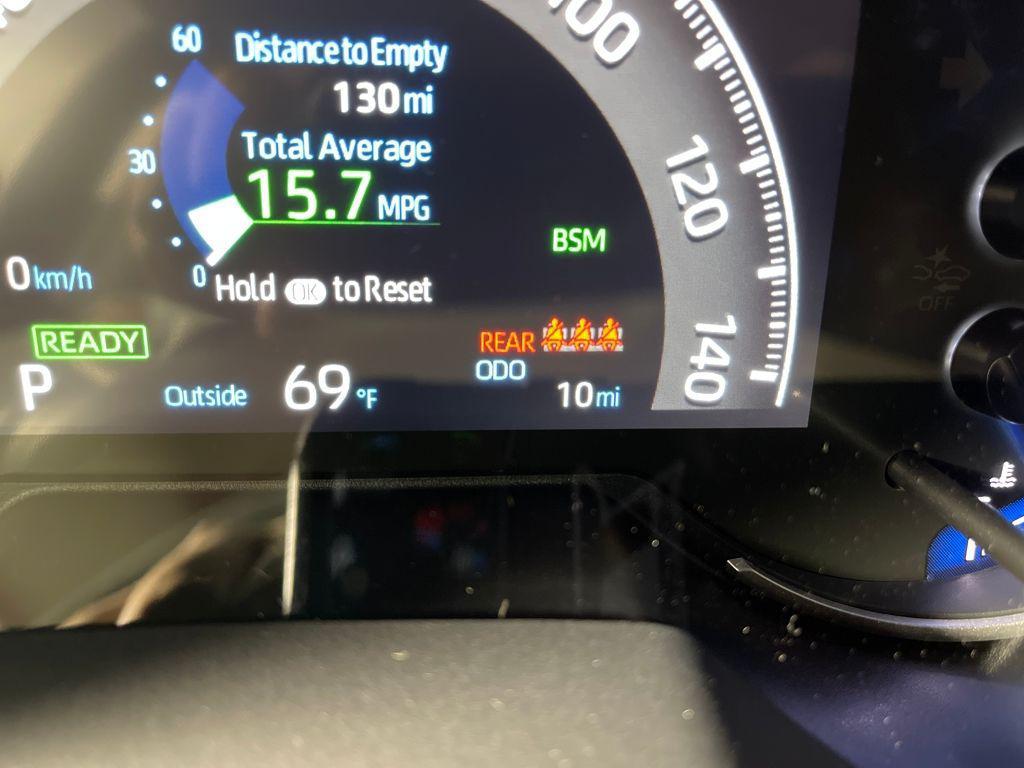 100
60 Distance to Empty
130 mi
Total Average
30
15.7 MPG
120
BSM
0 km/h
0 Hold OK to Reset
OFF
READY
REAR
140
P
Outside 69 °F
ODO
10 mi